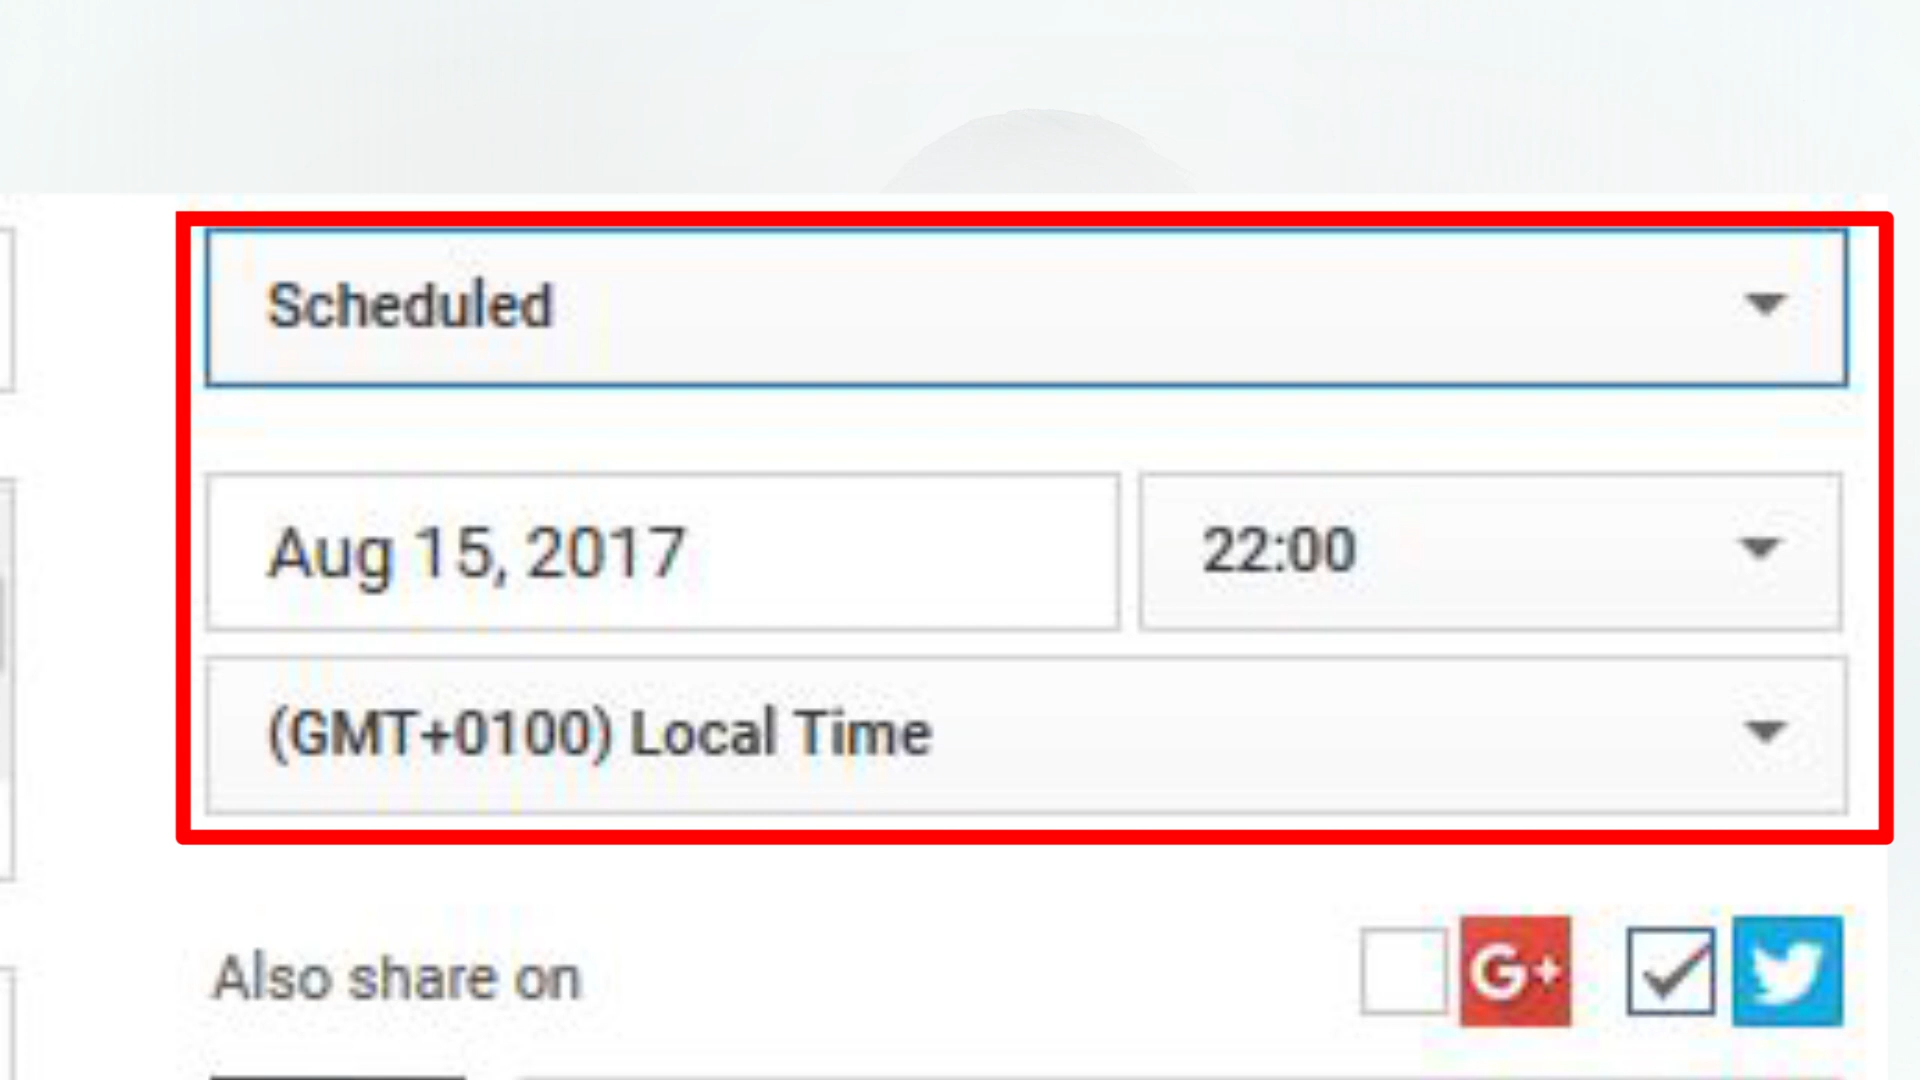 Scheduled
Aug 15, 2017 22:00
(GMT+0100) Local Time
Also share on G+